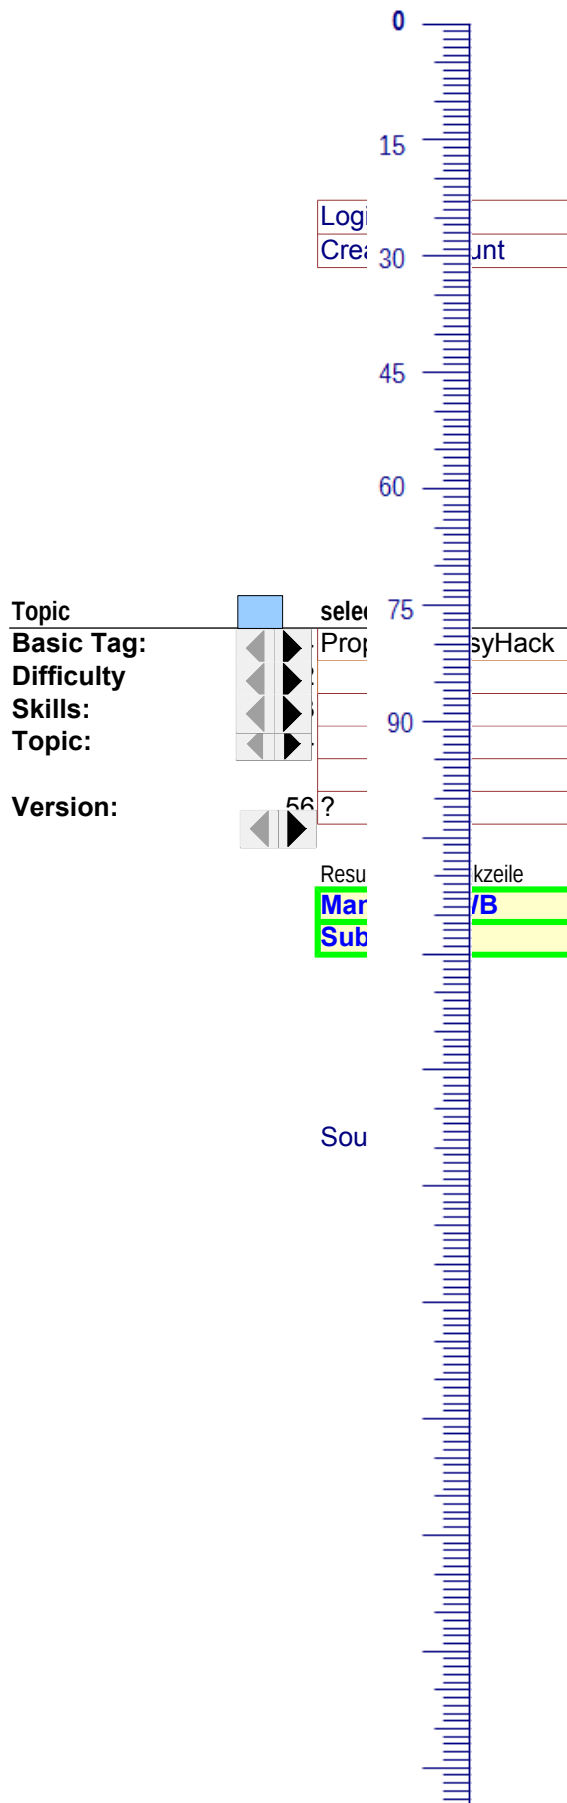 0
15
Logi
Crea 30 unt
45
60
Topic selec 75
Basic Tag: Prop syHack
Difficulty
Skills: 90
Topic:
Version: 56 ?
Resu kzeile
Man /B
Sub
Sou